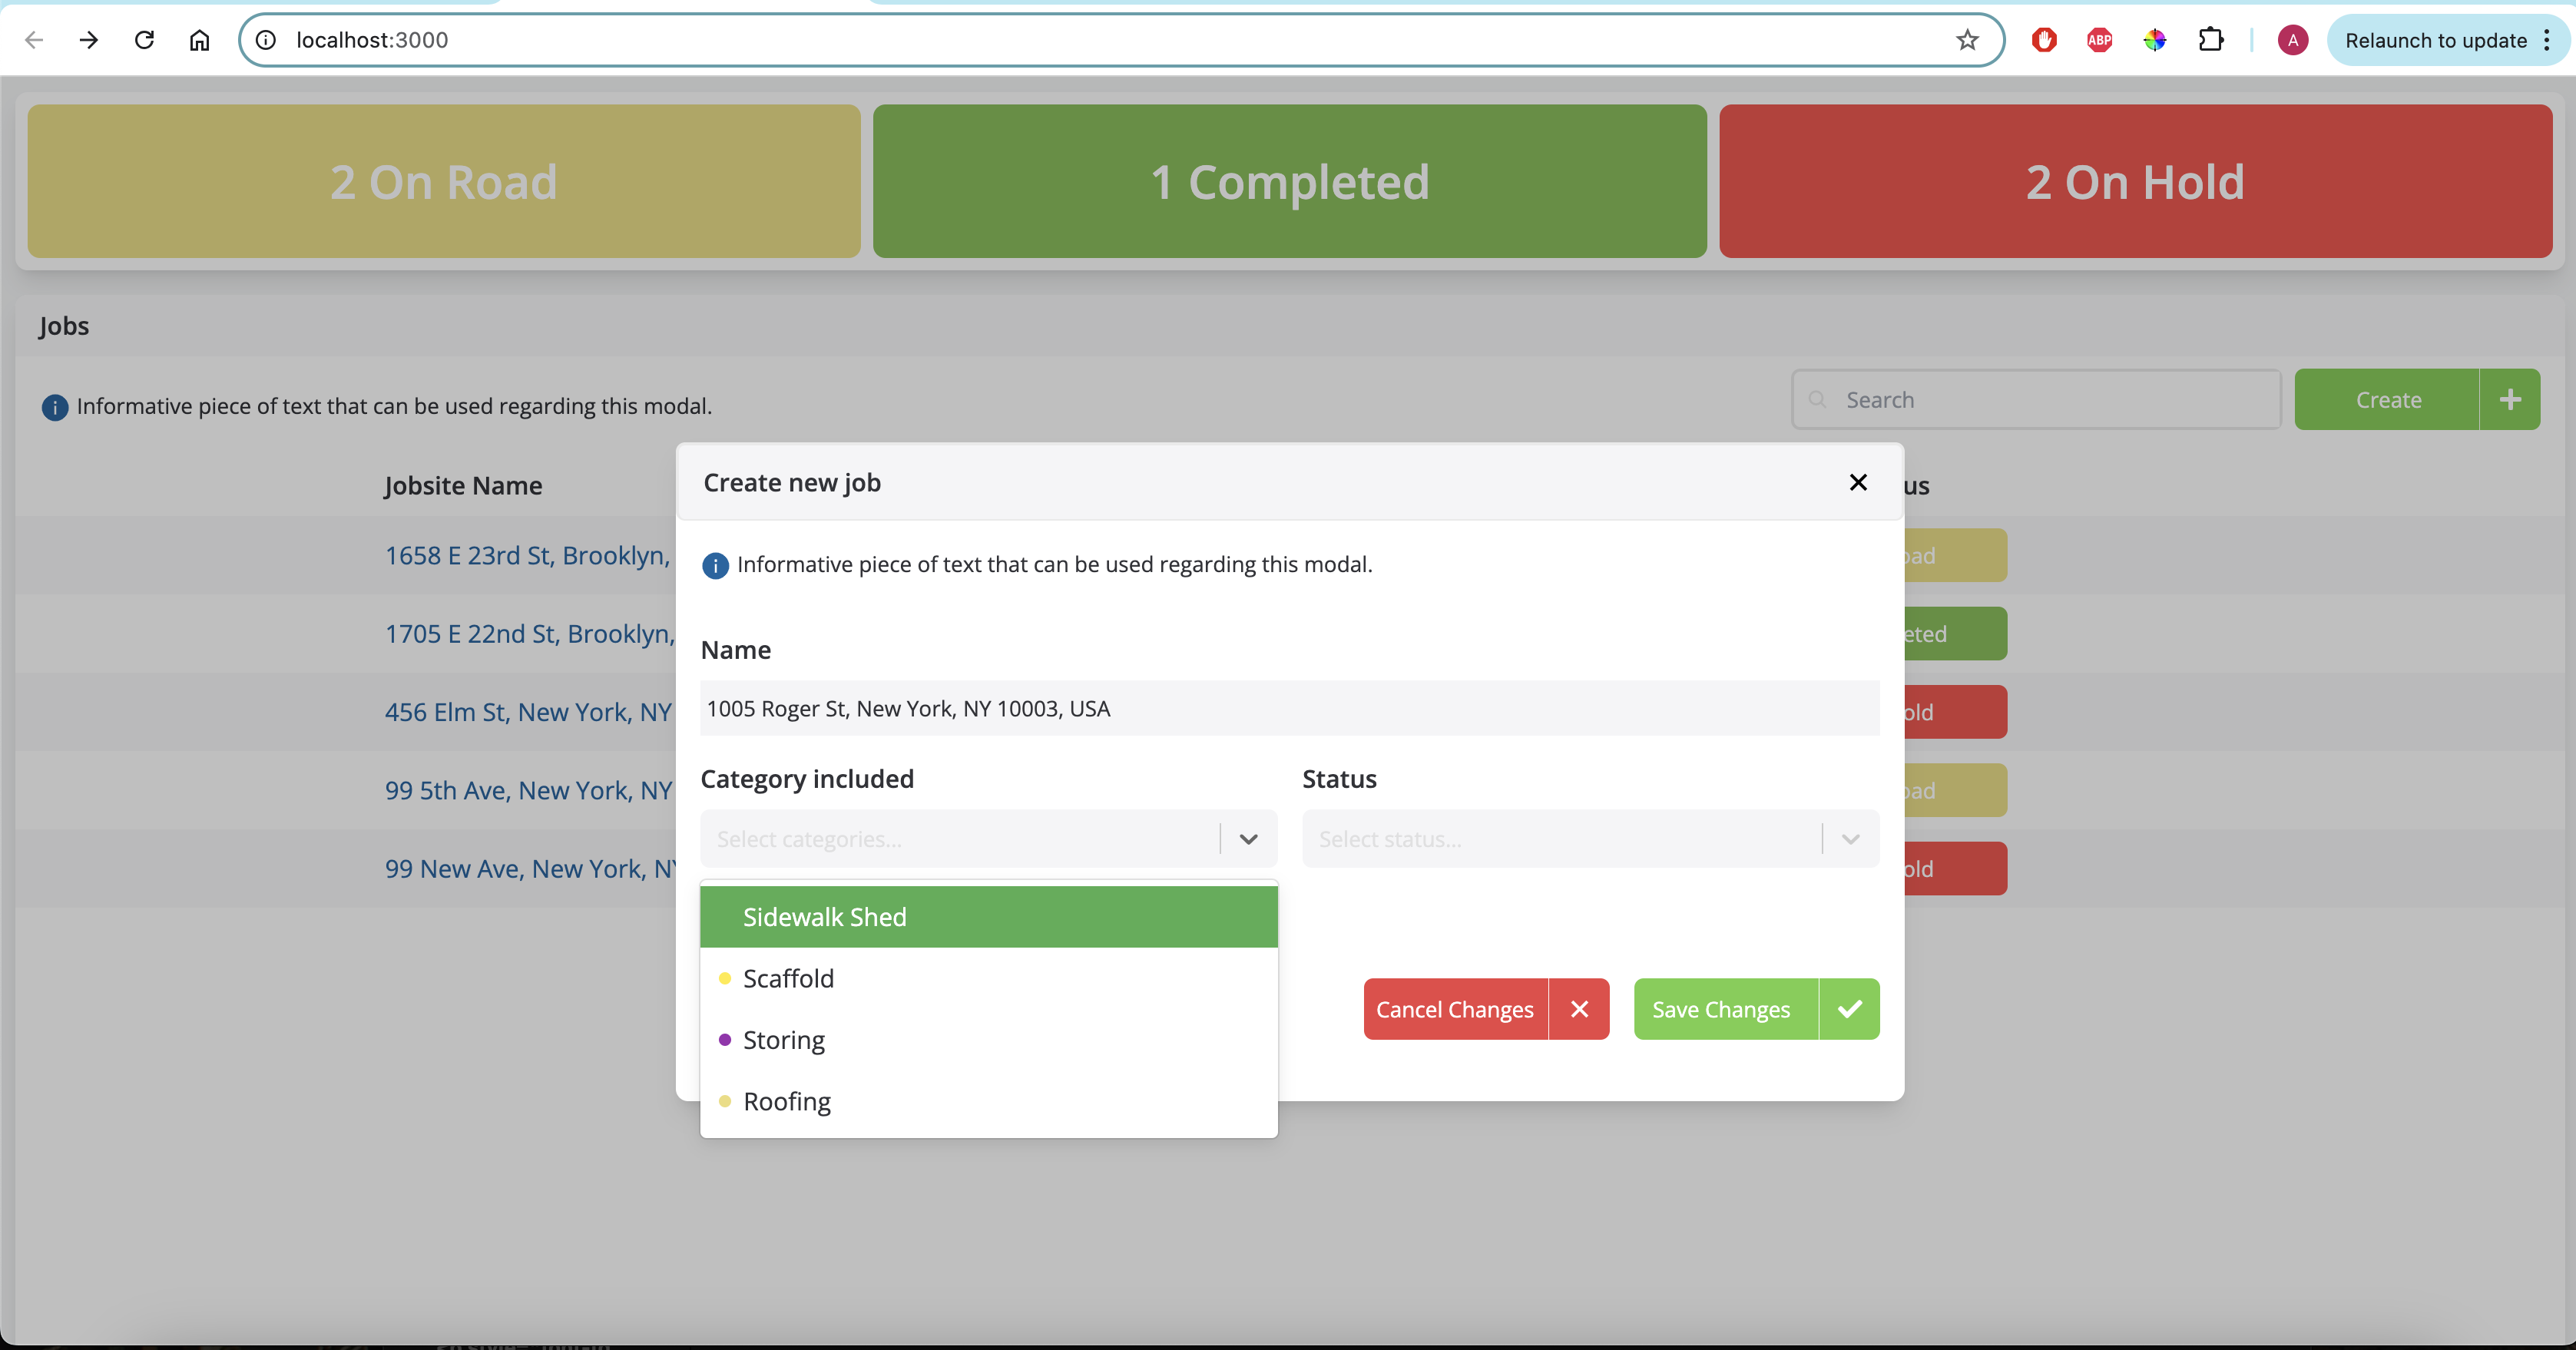 localhost:3000
ABP
A
Relaunch to update
2 On Road
1 Completed
2 On Hold
Jobs
i Informative piece of text that can be used regarding this modal.
Search
Create
Jobsite Name
us
1658 E 23rd St, Brooklyn,
oad
1705 E 22nd St, Brooklyn,
eted
456 Elm St, New York, NY
old
99 5th Ave, New York, NY
oad
99 New Ave, New York, NY
old
Create new job
i Informative piece of text that can be used regarding this modal.
Name
1005 Roger St, New York, NY 10003, USA
Category included
Status
Select categories...
Select status...
Sidewalk Shed
Scaffold
Storing
Roofing
Cancel Changes
Save Changes